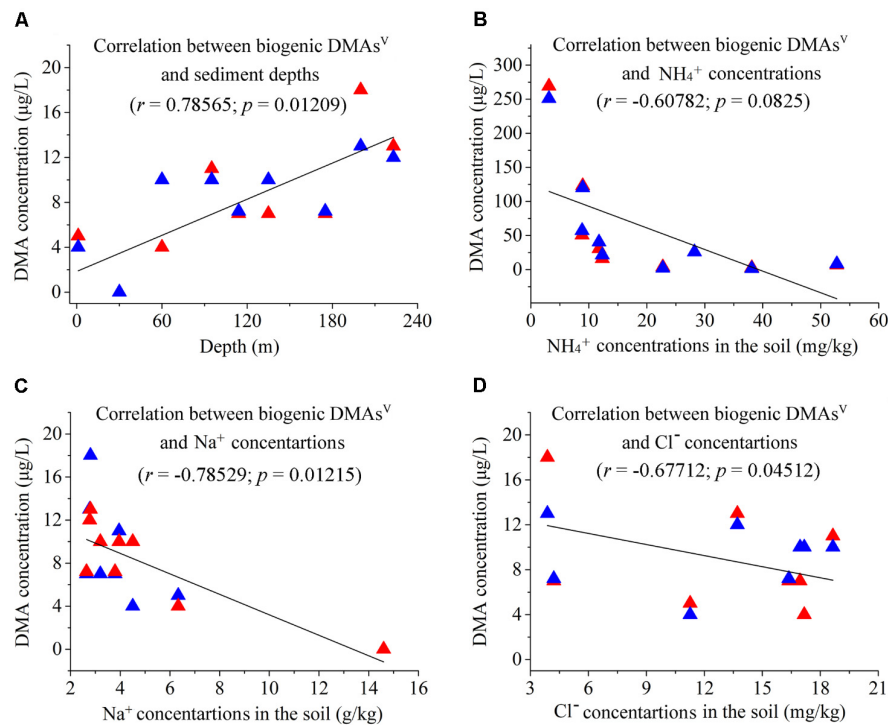 A
Correlation between biogenic DMAsⱽ
and sediment depths
(r = 0.78565; p = 0.01209)
DMA concentration (μg/L)
20
16
12
8
4
0
0 60 120 180 240
Depth (m)
B
Correlation between biogenic DMAsⱽ
and NH₄⁺ concentrations
(r = -0.60782; p = 0.0825)
DMA concentration (μg/L)
300
250
200
150
100
50
0
0 10 20 30 40 50 60
NH₄⁺ concentrations in the soil (mg/kg)
C
Correlation between biogenic DMAsⱽ
and Na⁺ concentartions
(r = -0.78529; p = 0.01215)
DMA concentration (μg/L)
20
16
12
8
4
0
2 4 6 8 10 12 14 16
Na⁺ concentartions in the soil (g/kg)
D
Correlation between biogenic DMAsⱽ
and Cl⁻ concentartions
(r = -0.67712; p = 0.04512)
DMA concentration (μg/L)
20
16
12
8
4
0
3 6 9 12 15 18 21
Cl⁻ concentartions in the soil (mg/kg)